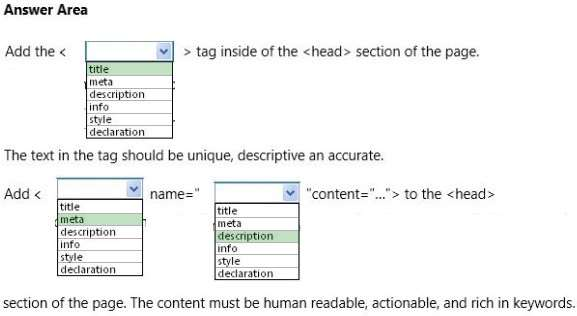 Answer Area
Add the < > tag inside of the <head> section of the page.
title
meta
description
info
style
declaration
The text in the tag should be unique, descriptive an accurate.
Add < name=" "content="..."> to the <head>
title
meta
description
info
style
declaration
title
meta
description
info
style
declaration
section of the page. The content must be human readable, actionable, and rich in keywords.